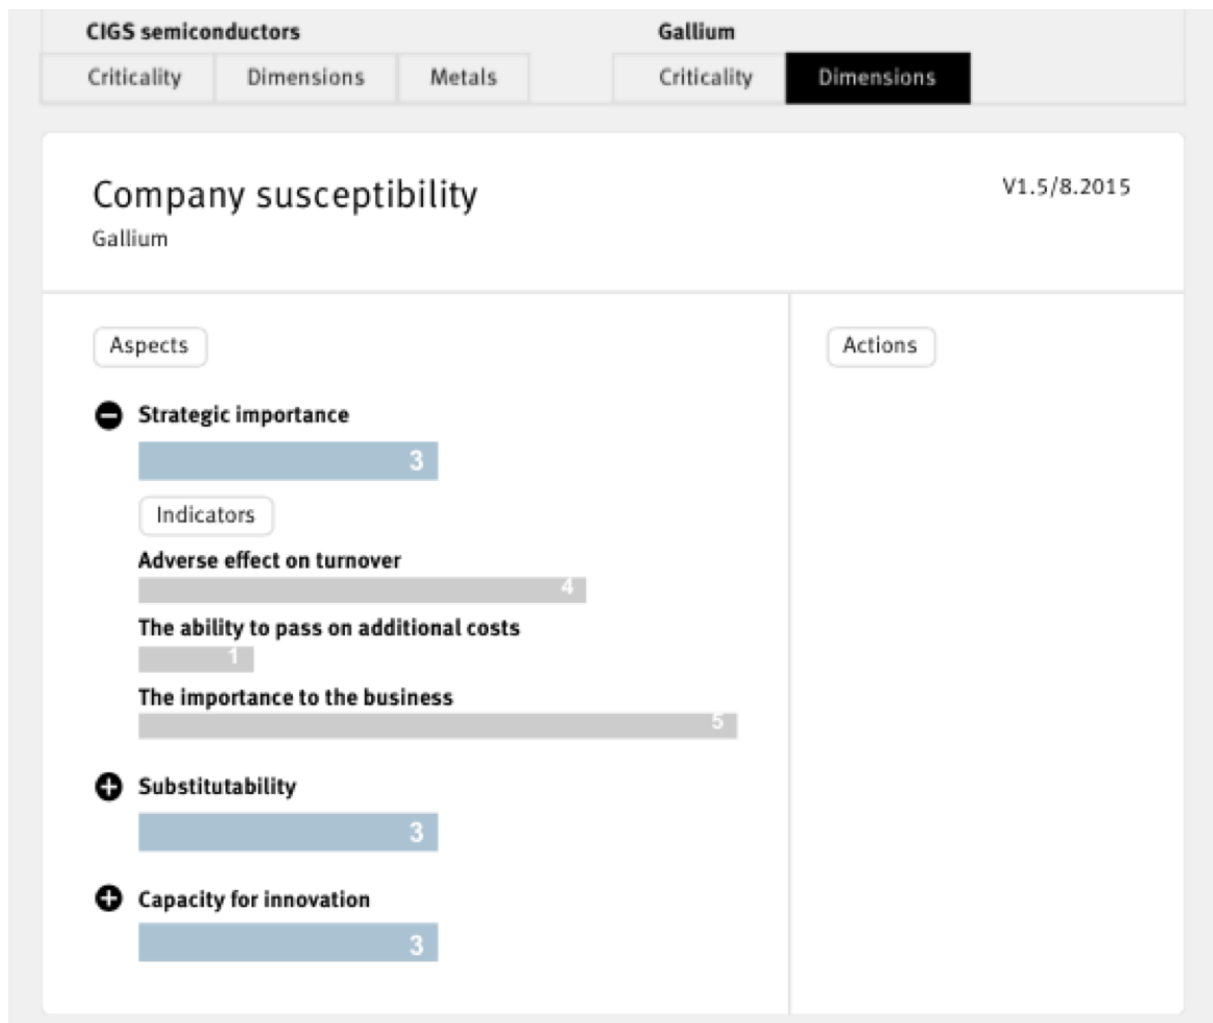 CIGS semiconductors Gallium
Criticality Dimensions Metals Criticality Dimensions
Company susceptibility V1.5/8.2015
Gallium
Aspects Actions
Strategic importance
3
Indicators
Adverse effect on turnover
4
The ability to pass on additional costs
1
The importance to the business
5
Substitutability
3
Capacity for innovation
3